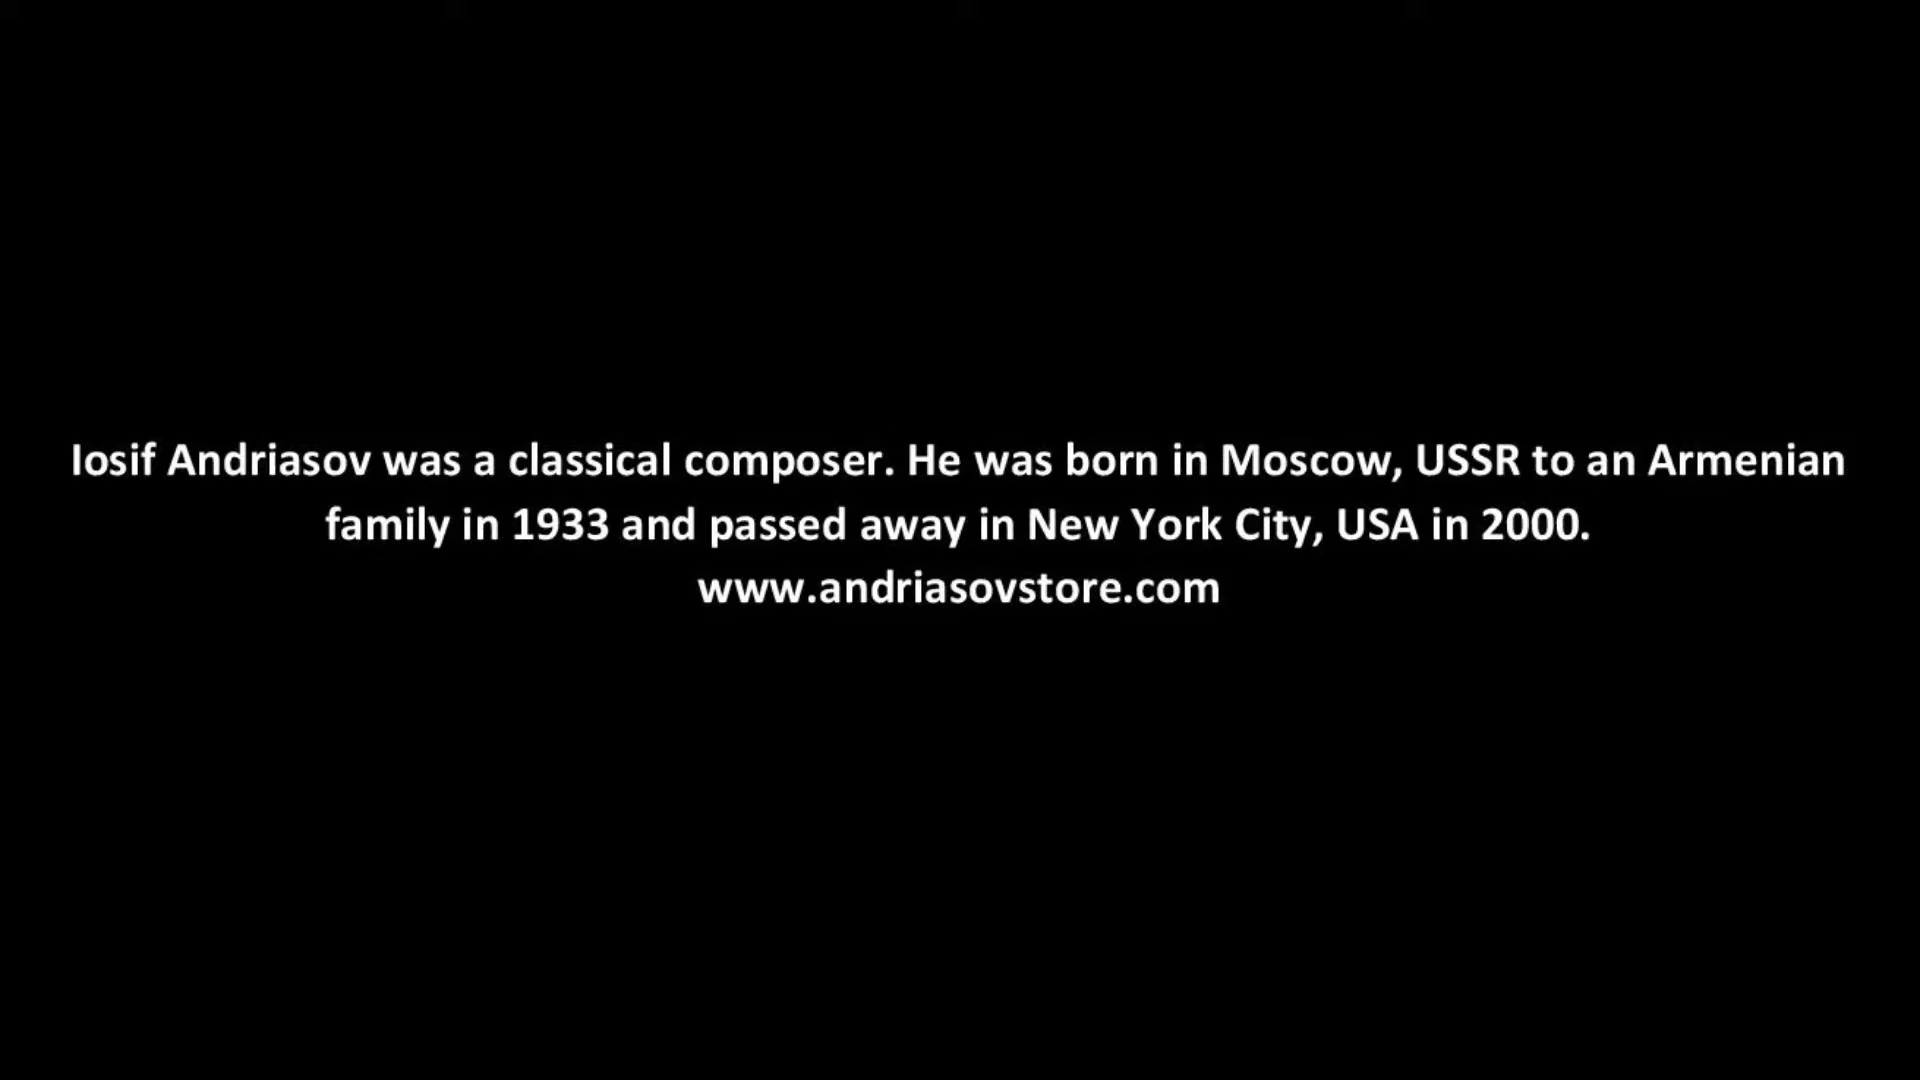 Iosif Andriasov was a classical composer. He was born in Moscow, USSR to an Armenian
family in 1933 and passed away in New York City, USA in 2000.
www.andriasovstore.com